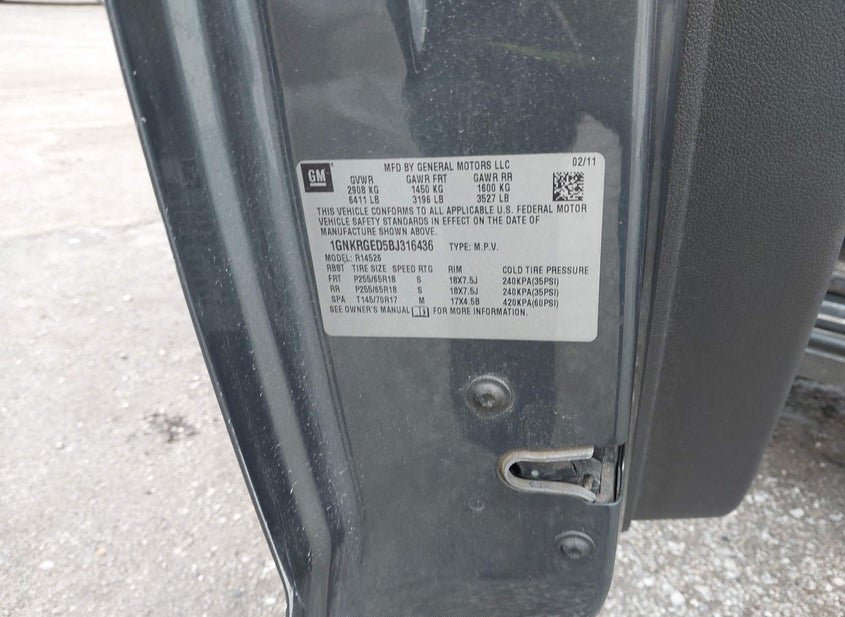 GM MFD BY GENERAL MOTORS LLC 02/11
GVWR GAWR FRT GAWR RR
2908 KG 1450 KG 1600 KG
6411 LB 3196 LB 3527 LB
THIS VEHICLE CONFORMS TO ALL APPLICABLE U.S. FEDERAL MOTOR
VEHICLE SAFETY STANDARDS IN EFFECT ON THE DATE OF
MANUFACTURE SHOWN ABOVE.
1GNKRGED5BJ316436 TYPE: M.P.V.
MODEL: R14526
RBBT TIRE SIZE SPEED RTG RIM COLD TIRE PRESSURE
FRT P255/65R18 S 18X7.5J 240KPA(35PSI)
RR P255/65R18 S 18X7.5J 240KPA(35PSI)
SPA T145/70R17 M 17X4.5B 420KPA(60PSI)
SEE OWNER'S MANUAL FOR MORE INFORMATION.